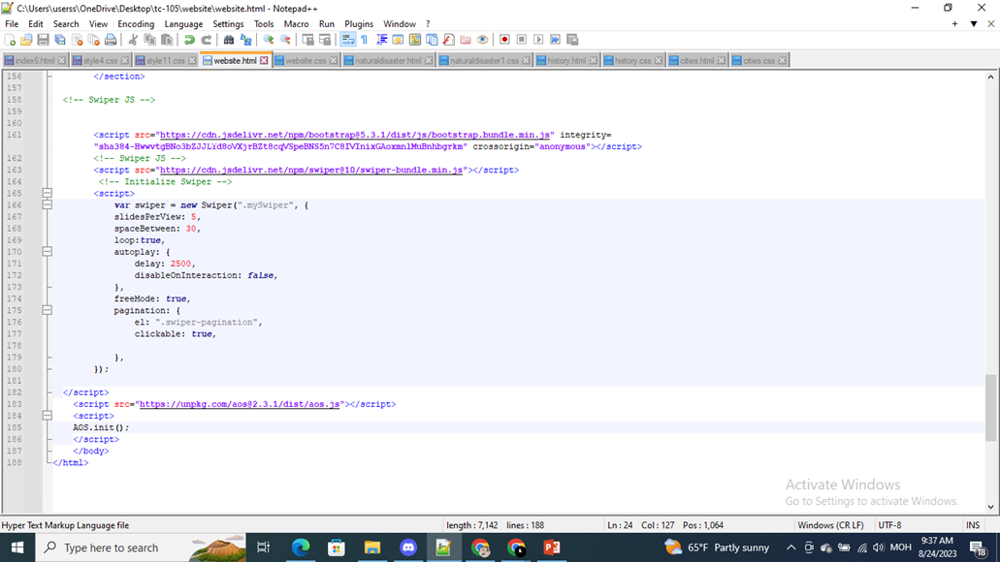 C:\Users\userss\OneDrive\Desktop\tc-105\website\website.html - Notepad++
File Edit Search View Encoding Language Settings Tools Macro Run Plugins Window ?
index6.html style4.css style11.css website.html website.css naturaldisaster.html naturaldisaster1.css history.html history.css cities.html cities.css
156 </section>
157
158 <!-- Swiper JS -->
159
160
161 <script src="https://cdn.jsdelivr.net/npm/bootstrap@5.3.1/dist/js/bootstrap.bundle.min.js" integrity=
"sha384-HwwvtgBNo3bZJJLYd8oVXjrBZt8cqVSpeBNS5n7C8IVInixGAoxmnlMuBnhbgrkm" crossorigin="anonymous"></script>
162 <!-- Swiper JS -->
163 <script src="https://cdn.jsdelivr.net/npm/swiper@10/swiper-bundle.min.js"></script>
164 <!-- Initialize Swiper -->
165 <script>
166 var swiper = new Swiper(".mySwiper", {
167 slidesPerView: 5,
168 spaceBetween: 30,
169 loop:true,
170 autoplay: {
171 delay: 2500,
172 disableOnInteraction: false,
173 },
174 freeMode: true,
175 pagination: {
176 el: ".swiper-pagination",
177 clickable: true,
178
179 },
180 });
181
182 </script>
183 <script src="https://unpkg.com/aos@2.3.1/dist/aos.js"></script>
184 <script>
185 AOS.init();
186 </script>
187 </body>
188 </html>
Activate Windows
Go to Settings to activate Windows.
Hyper Text Markup Language file length : 7,142 lines : 188 Ln : 24 Col : 127 Pos : 1,064 Windows (CR LF) UTF-8 INS
Type here to search 65°F Partly sunny MOH 9:37 AM
8/24/2023 18